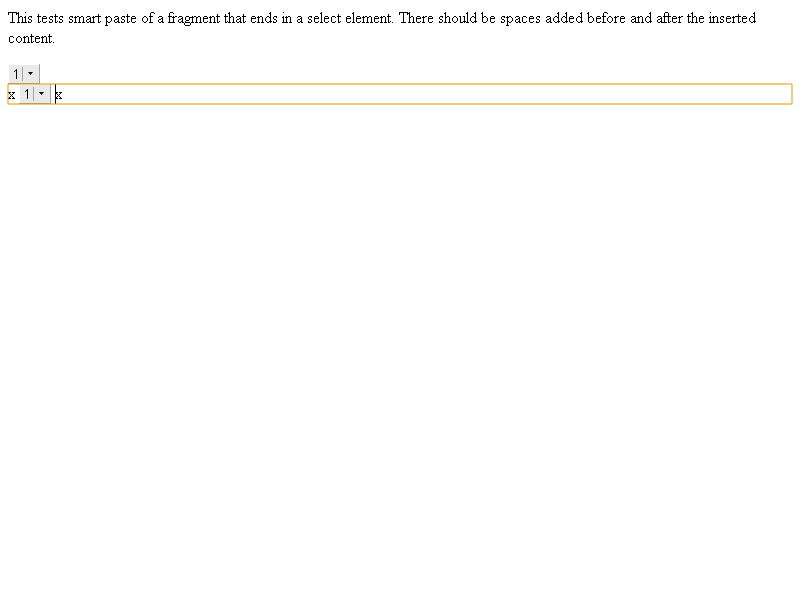 This tests smart paste of a fragment that ends in a select element. There should be spaces added before and after the inserted
content.
1
x 1 x